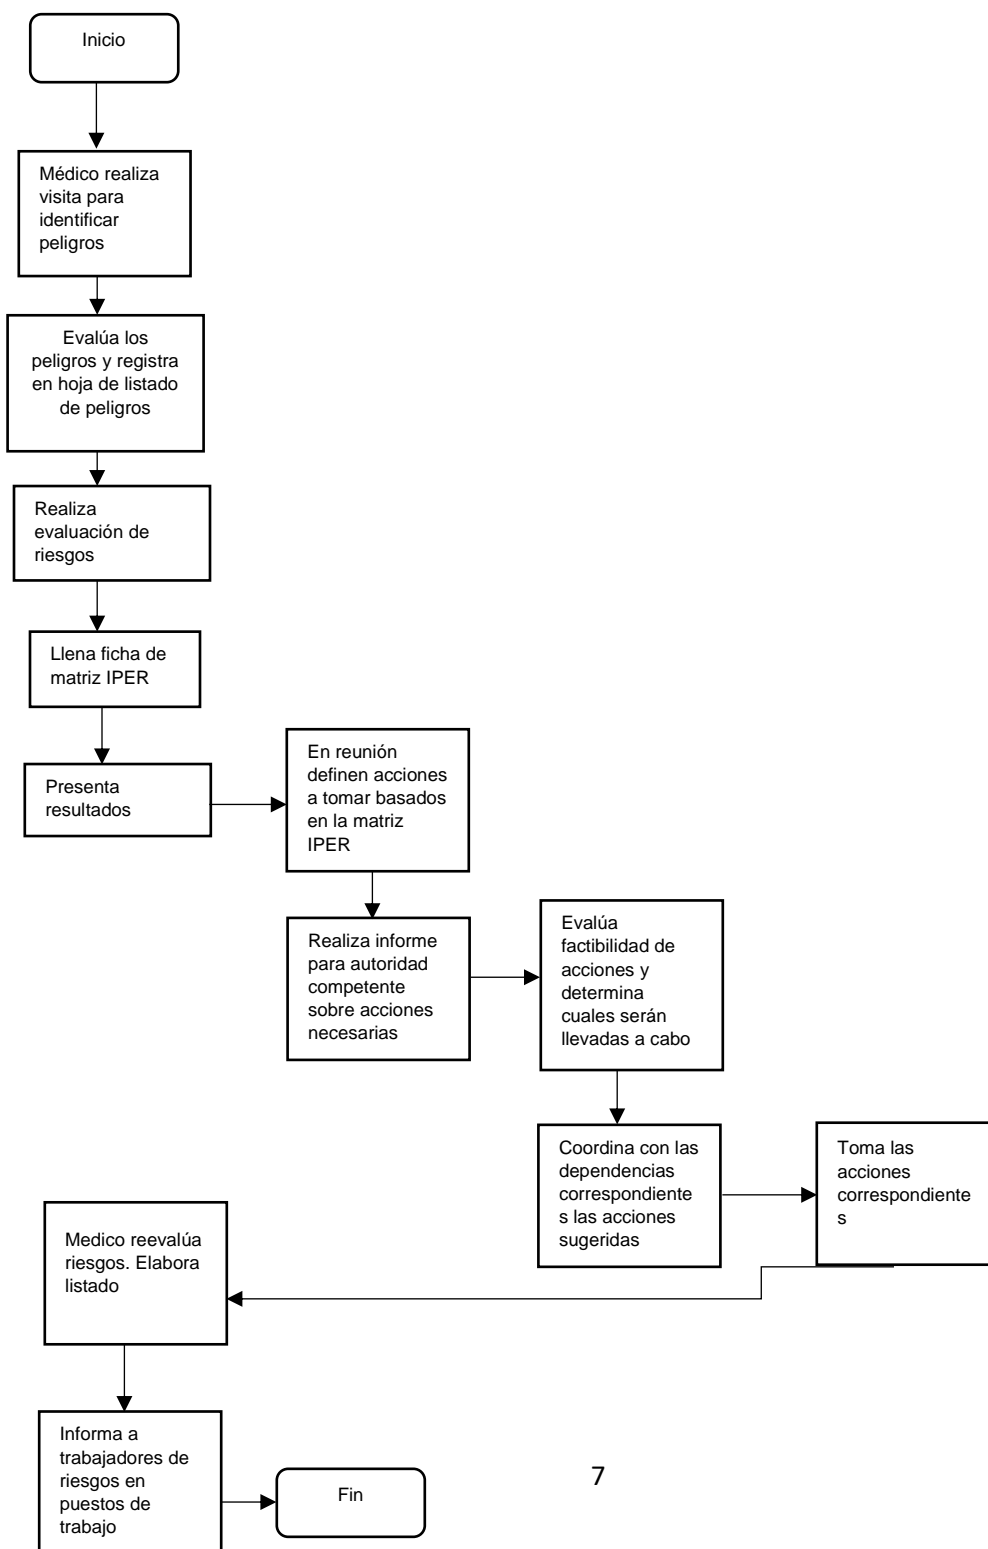 Inicio
Médico realiza
visita para
identificar
peligros
Evalúa los
peligros y registra
en hoja de listado
de peligros
Realiza
evaluación de
riesgos
Llena ficha de
matriz IPER
Presenta
resultados
En reunión
definen acciones
a tomar basados
en la matriz
IPER
Realiza informe
para autoridad
competente
sobre acciones
necesarias
Evalúa
factibilidad de
acciones y
determina
cuales serán
llevadas a cabo
Coordina con las
dependencias
correspondiente
s las acciones
sugeridas
Toma las
acciones
correspondiente
s
Medico reevalúa
riesgos. Elabora
listado
Informa a
trabajadores de
riesgos en
puestos de
trabajo
Fin
7